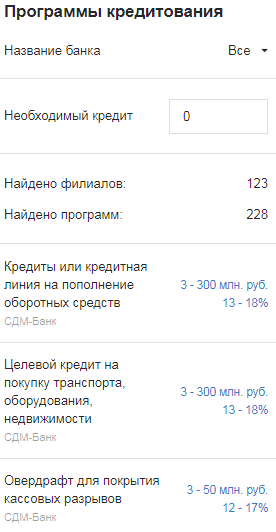 Программы кредитования
Название банка Все
Необходимый кредит 0
Найдено филиалов: 123
Найдено программ: 228
Кредиты или кредитная
линия на пополнение
оборотных средств
СДМ-Банк
3 - 300 млн. руб.
13 - 18%
Целевой кредит на
покупку транспорта,
оборудования,
недвижимости
СДМ-Банк
3 - 300 млн. руб.
13 - 18%
Овердрафт для покрытия
кассовых разрывов
СДМ-Банк
3 - 50 млн. руб.
12 - 17%